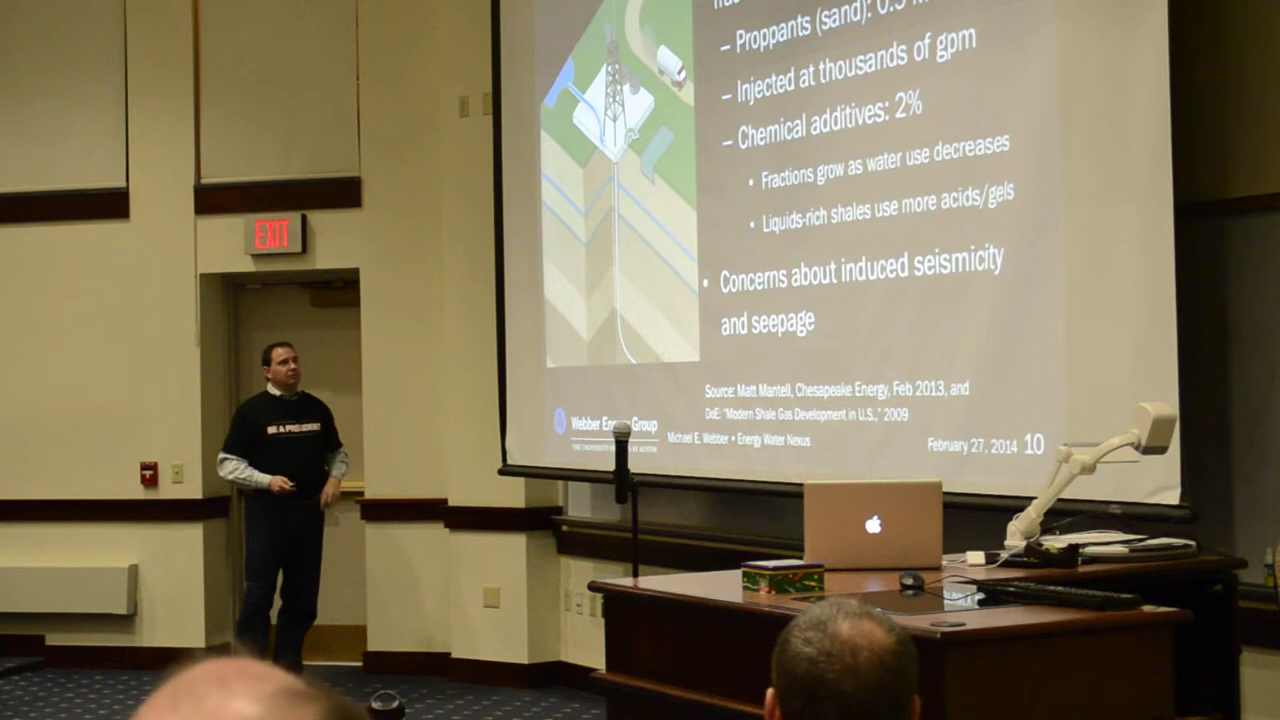 – Proppants (sand): 0.5
– Injected at thousands of gpm
– Chemical additives: 2%
• Fractions grow as water use decreases
• Liquids-rich shales use more acids/gels
• Concerns about induced seismicity
and seepage
Source: Matt Mantell, Chesapeake Energy, Feb 2013, and
DoE: "Modern Shale Gas Development in U.S.," 2009
Webber Energy Group
Michael E. Webber • Energy Water Nexus
February 27, 2014 10
EXIT
BE A PRESIDENT